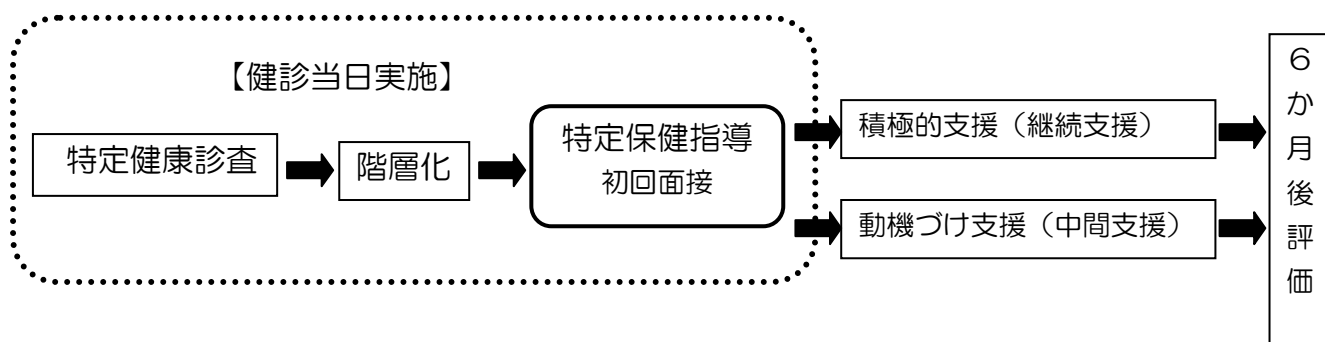 【健診当日実施】
特定健康診査
階層化
特定保健指導
初回面接
積極的支援（継続支援）
動機づけ支援（中間支援）
６か月後評価